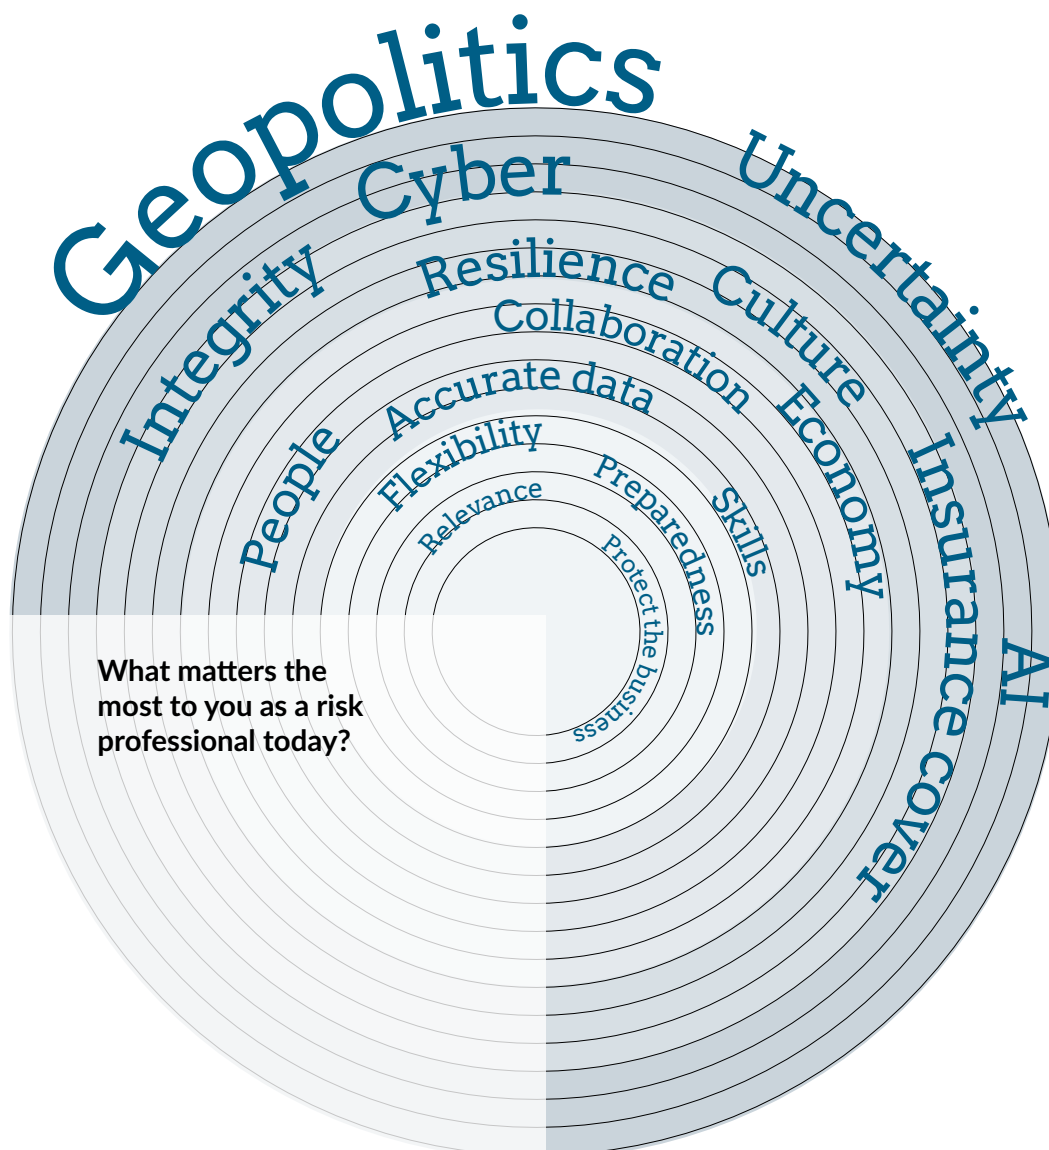 Geopolitics
Uncertainty
Cyber
Integrity
Resilience
Culture
Collaboration
Accurate data
Economy
People
Flexibility
Preparedness
Skills
Insurance cover
Relevance
Protect the business
AI
What matters the
most to you as a risk
professional today?